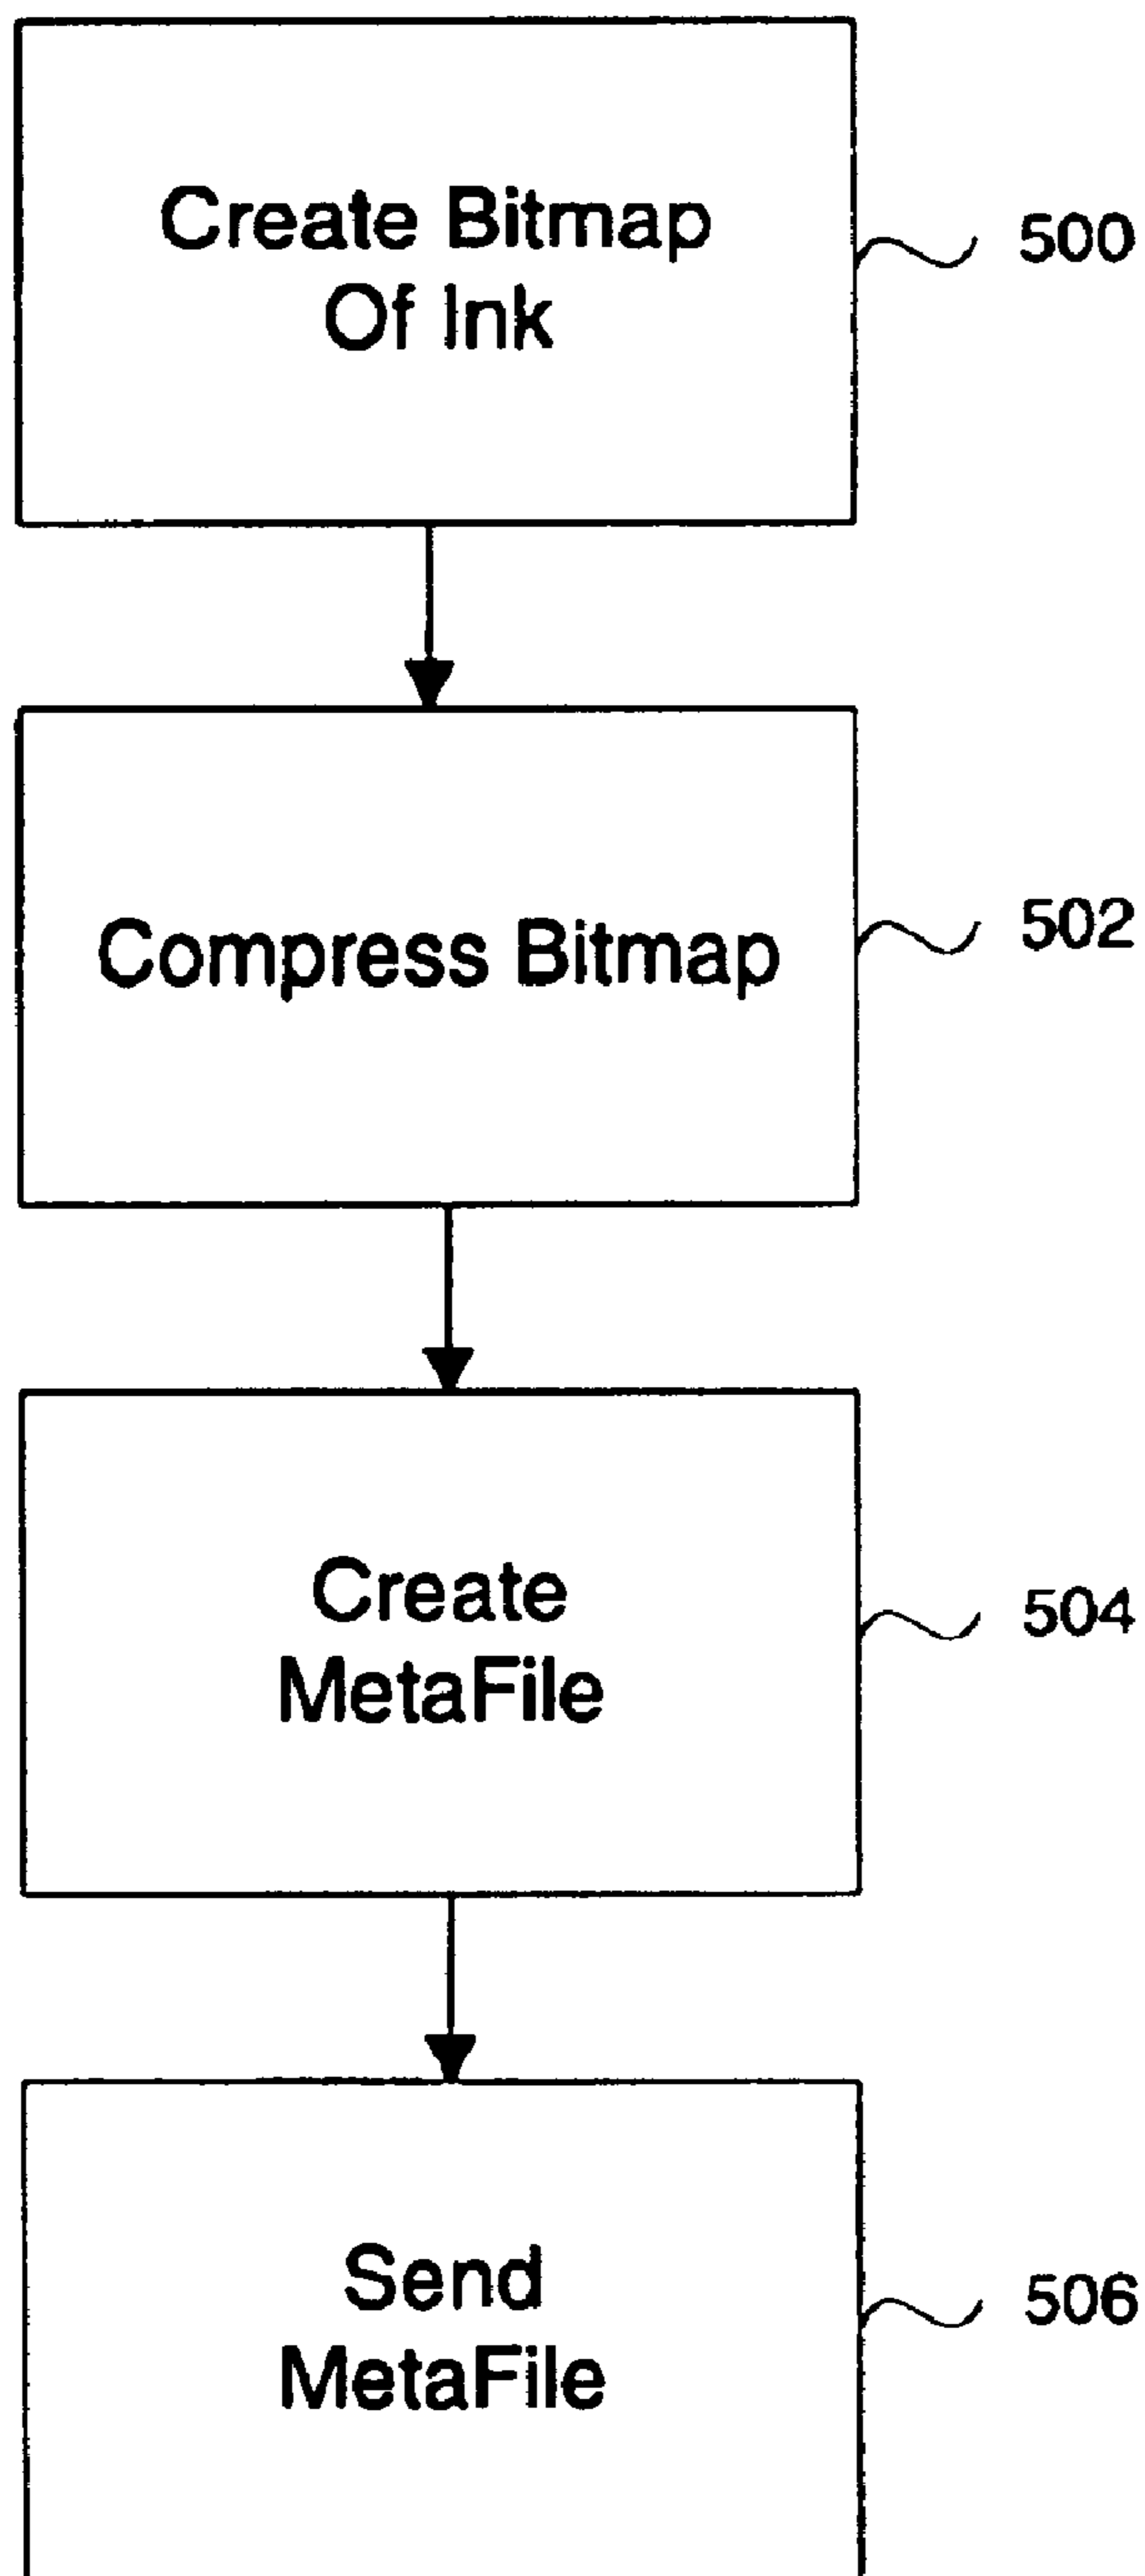 Create Bitmap
Of Ink
500
Compress Bitmap
502
Create
MetaFile
504
Send
MetaFile
506